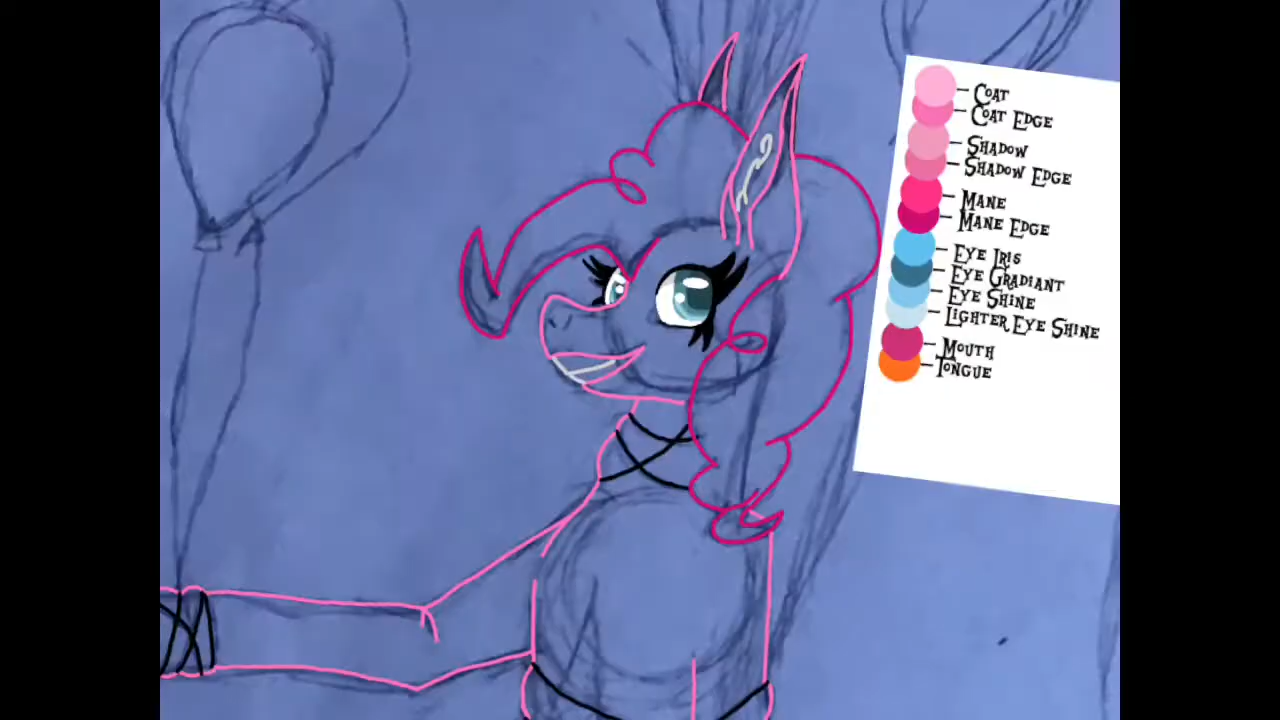 Coat
Coat Edge
Shadow
Shadow Edge
Mane
Mane Edge
Eye Iris
Eye Gradiant
Eye Shine
Lighter Eye Shine
Mouth
Tongue